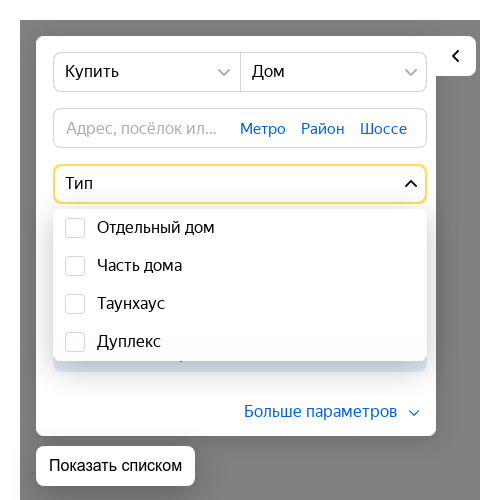 Купить Дом
Адрес, посёлок ил... Метро Район Шоссе
Тип
Отдельный дом
Часть дома
Таунхаус
Дуплекс
Больше параметров
Показать списком